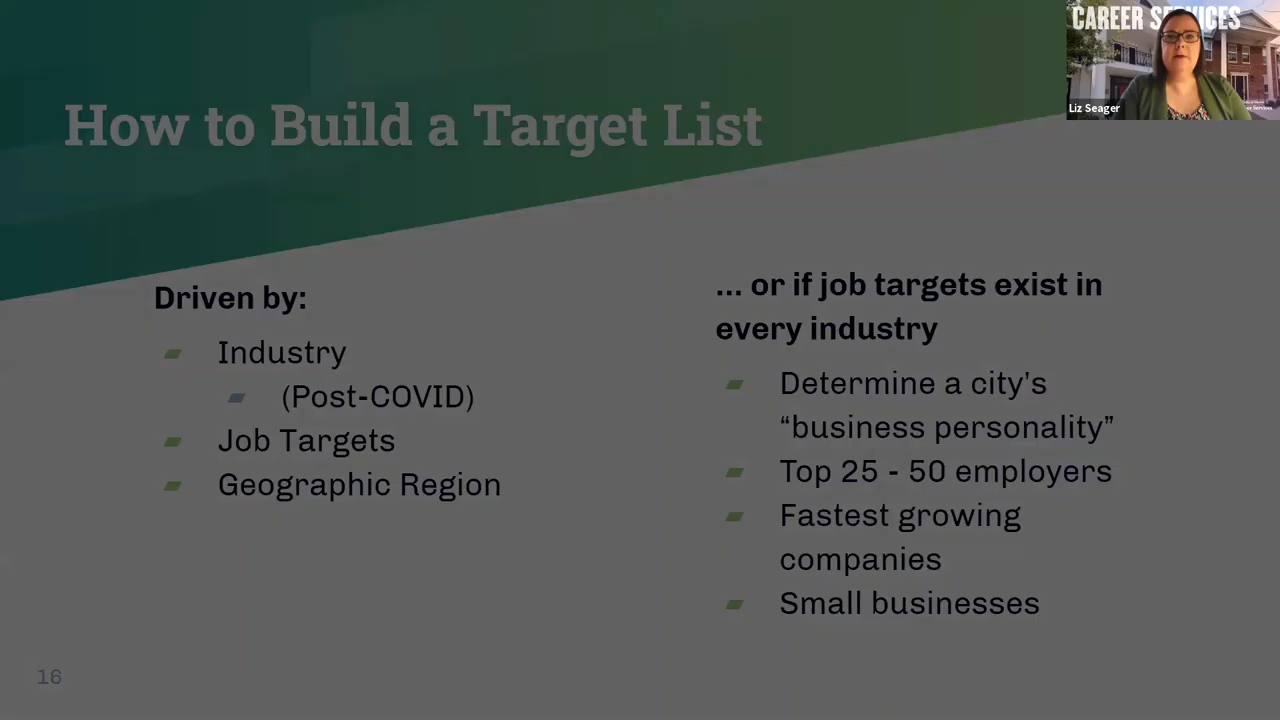 CAREER SERVICES
Liz Seager
How to Build a Target List
Driven by:
Industry
(Post-COVID)
Job Targets
Geographic Region
... or if job targets exist in
every industry
Determine a city's
“business personality”
Top 25 - 50 employers
Fastest growing
companies
Small businesses
16